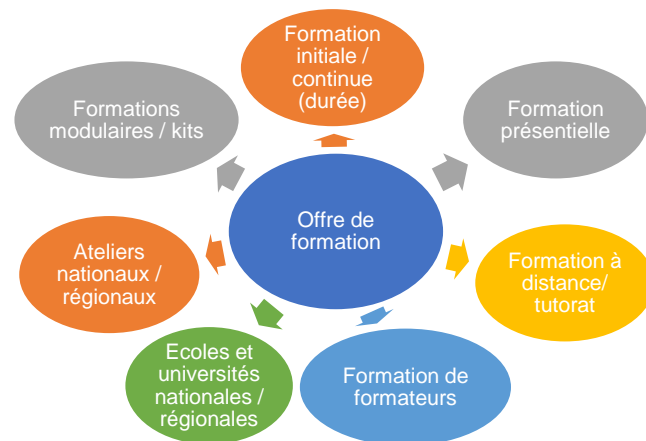 Formation
initiale /
continue
(durée)
Formations
modulaires / kits
Formation
présentielle
Offre de
formation
Ateliers
nationaux /
régionaux
Formation à
distance/
tutorat
Ecoles et
universités
nationales /
régionales
Formation de
formateurs